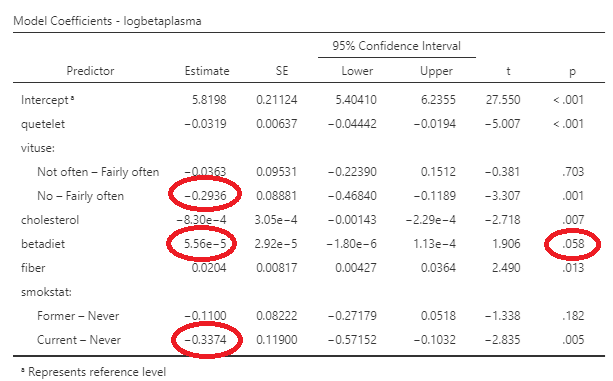 Model Coefficients - logbetaplasma
95% Confidence Interval
Predictor Estimate SE Lower Upper t p
Intercept ª 5.8198 0.21124 5.40410 6.2355 27.550 < .001
quetelet −0.0319 0.00637 −0.04442 −0.0194 −5.007 < .001
vituse:
Not often – Fairly often −0.0363 0.09531 −0.22390 0.1512 −0.381 .703
No – Fairly often −0.2936 0.08881 −0.46840 −0.1189 −3.307 .001
cholesterol −8.30e−4 3.05e−4 −0.00143 −2.29e−4 −2.718 .007
betadiet 5.56e−5 2.92e−5 −1.80e−6 1.13e−4 1.906 .058
fiber 0.0204 0.00817 0.00427 0.0364 2.490 .013
smokstat:
Former – Never −0.1100 0.08222 −0.27179 0.0518 −1.338 .182
Current – Never −0.3374 0.11900 −0.57152 −0.1032 −2.835 .005
ª Represents reference level